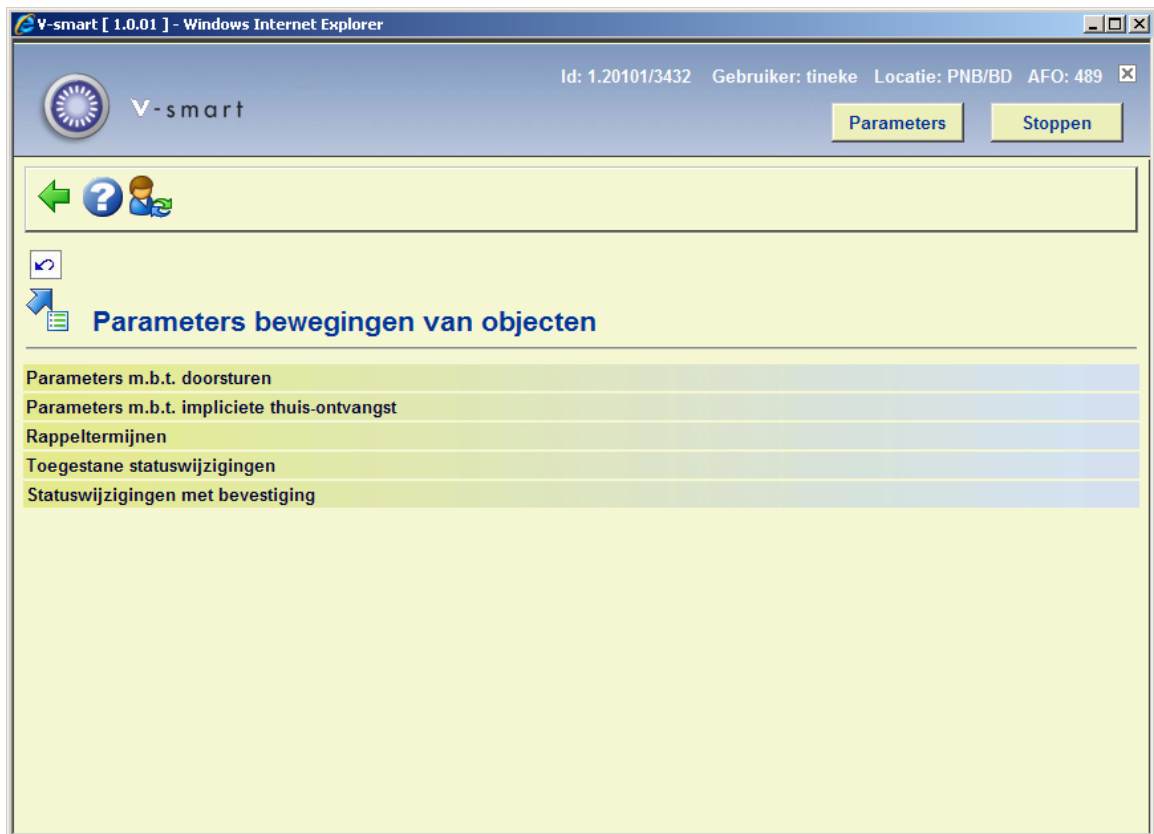 V-smart [ 1.0.01 ] - Windows Internet Explorer
Id: 1.20101/3432 Gebruiker: tineke Locatie: PNB/BD AFO: 489
V-smart
Parameters Stoppen
Parameters bewegingen van objecten
Parameters m.b.t. doorsturen
Parameters m.b.t. impliciete thuis-ontvangst
Rappeltermijnen
Toegestane statuswijzigingen
Statuswijzigingen met bevestiging